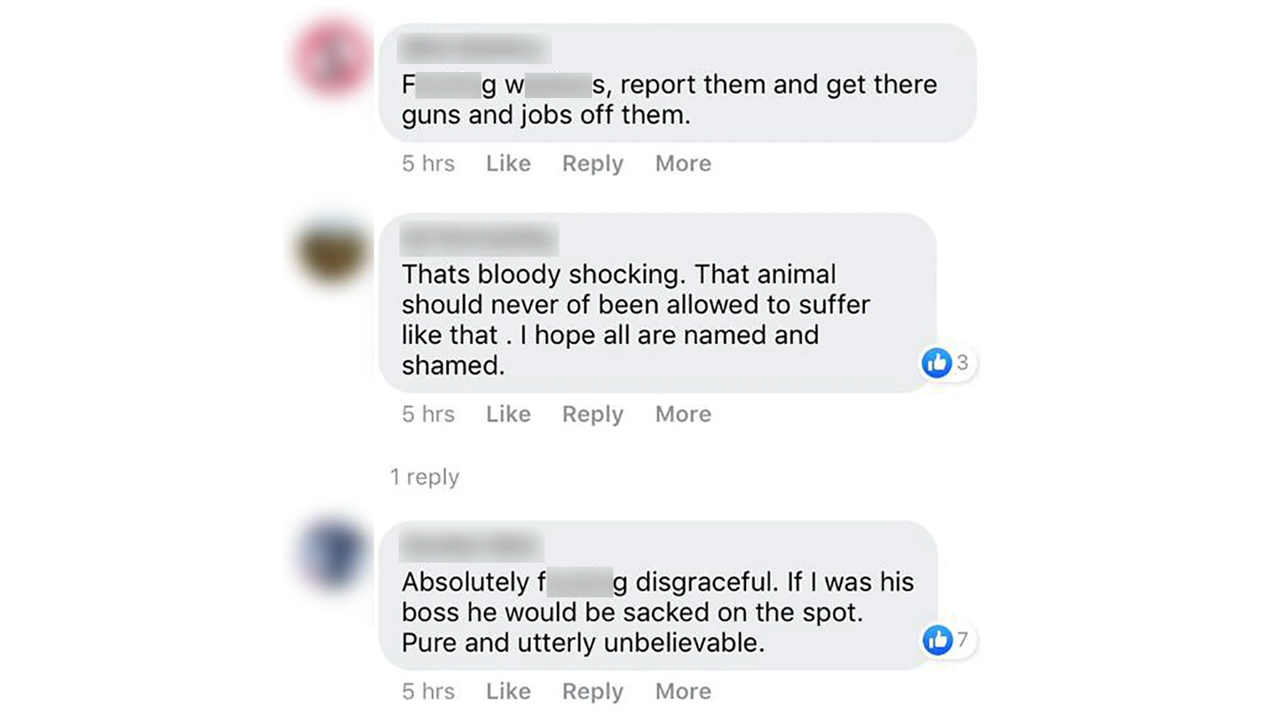 F g w s, report them and get there
guns and jobs off them.
5 hrs Like Reply More
Thats bloody shocking. That animal
should never of been allowed to suffer
like that . I hope all are named and
shamed.
3
5 hrs Like Reply More
1 reply
Absolutely f g disgraceful. If I was his
boss he would be sacked on the spot.
Pure and utterly unbelievable.
7
5 hrs Like Reply More